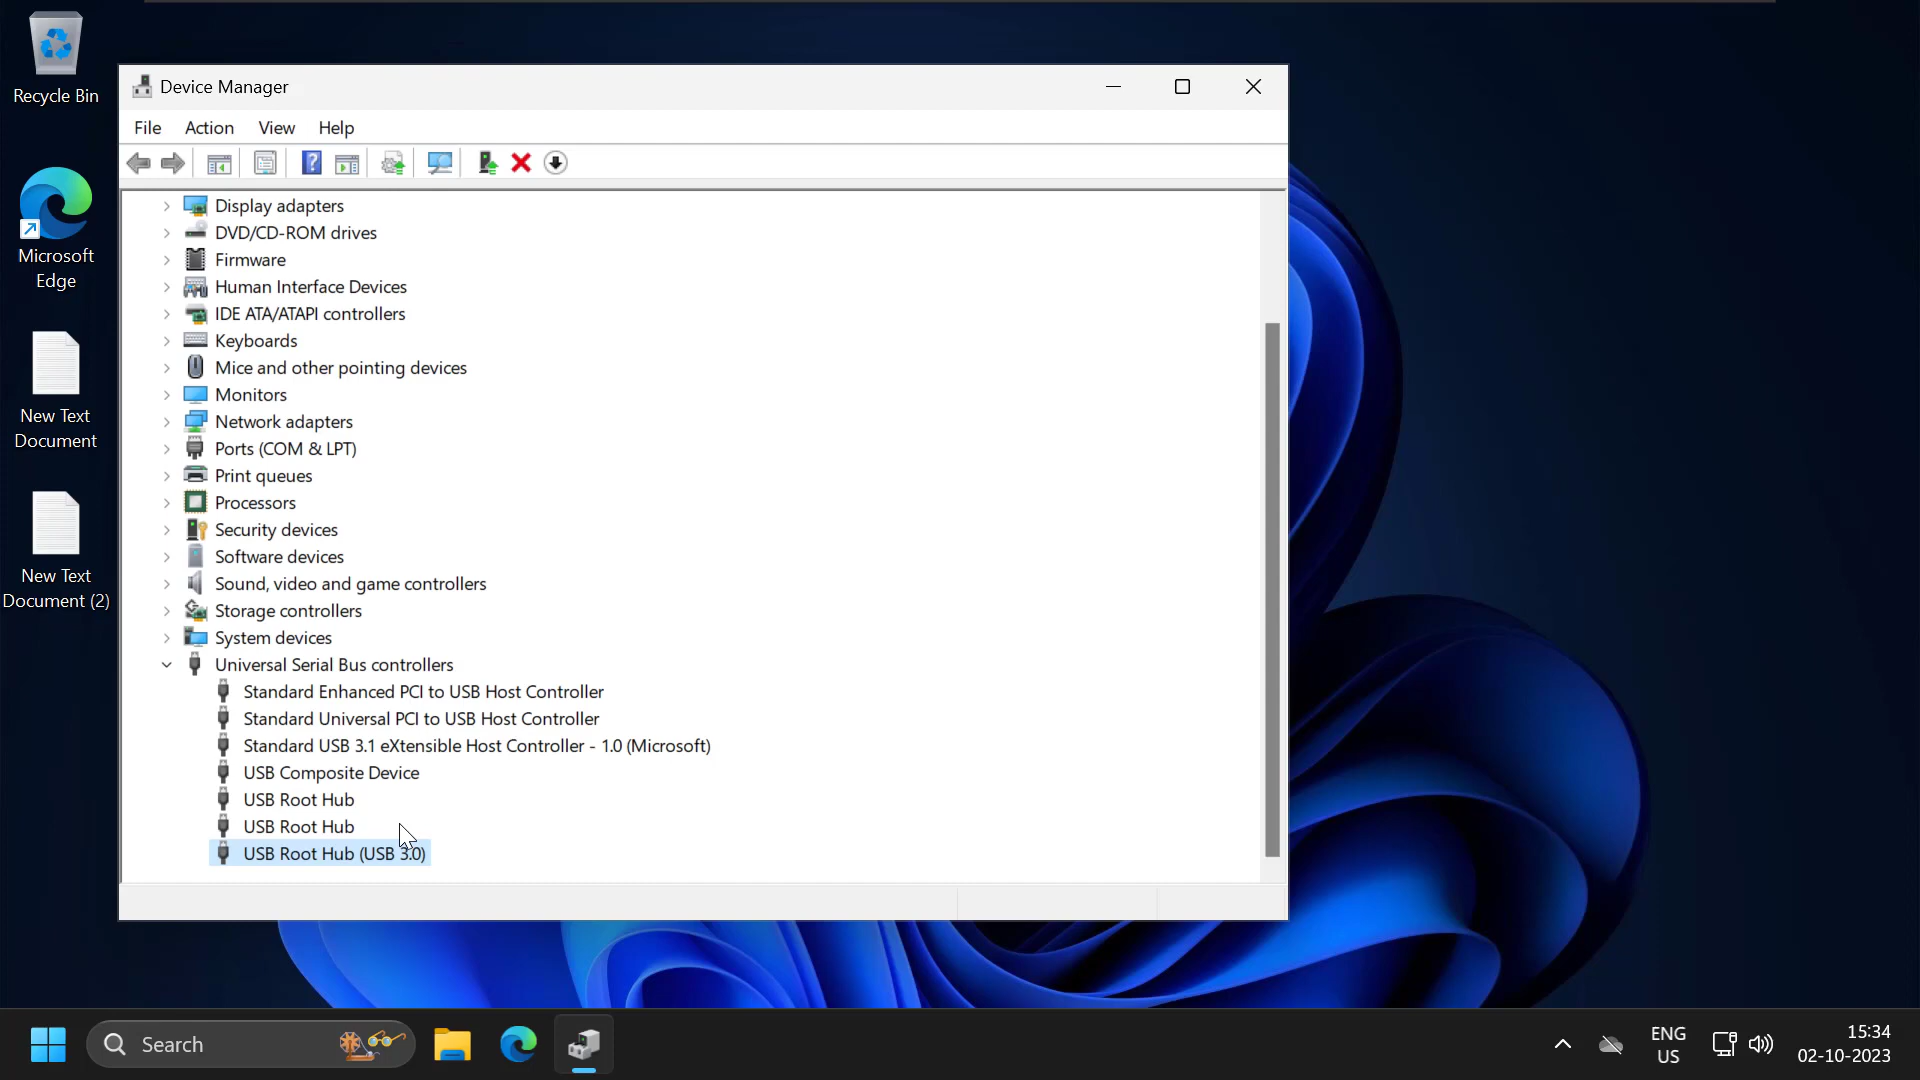 Recycle Bin
Microsoft
Edge
New Text
Document
New Text
Document (2)
Device Manager
File Action View Help
Display adapters
DVD/CD-ROM drives
Firmware
Human Interface Devices
IDE ATA/ATAPI controllers
Keyboards
Mice and other pointing devices
Monitors
Network adapters
Ports (COM & LPT)
Print queues
Processors
Security devices
Software devices
Sound, video and game controllers
Storage controllers
System devices
Universal Serial Bus controllers
Standard Enhanced PCI to USB Host Controller
Standard Universal PCI to USB Host Controller
Standard USB 3.1 eXtensible Host Controller - 1.0 (Microsoft)
USB Composite Device
USB Root Hub
USB Root Hub
USB Root Hub (USB 3.0)
Search
ENG
US
15:34
02-10-2023